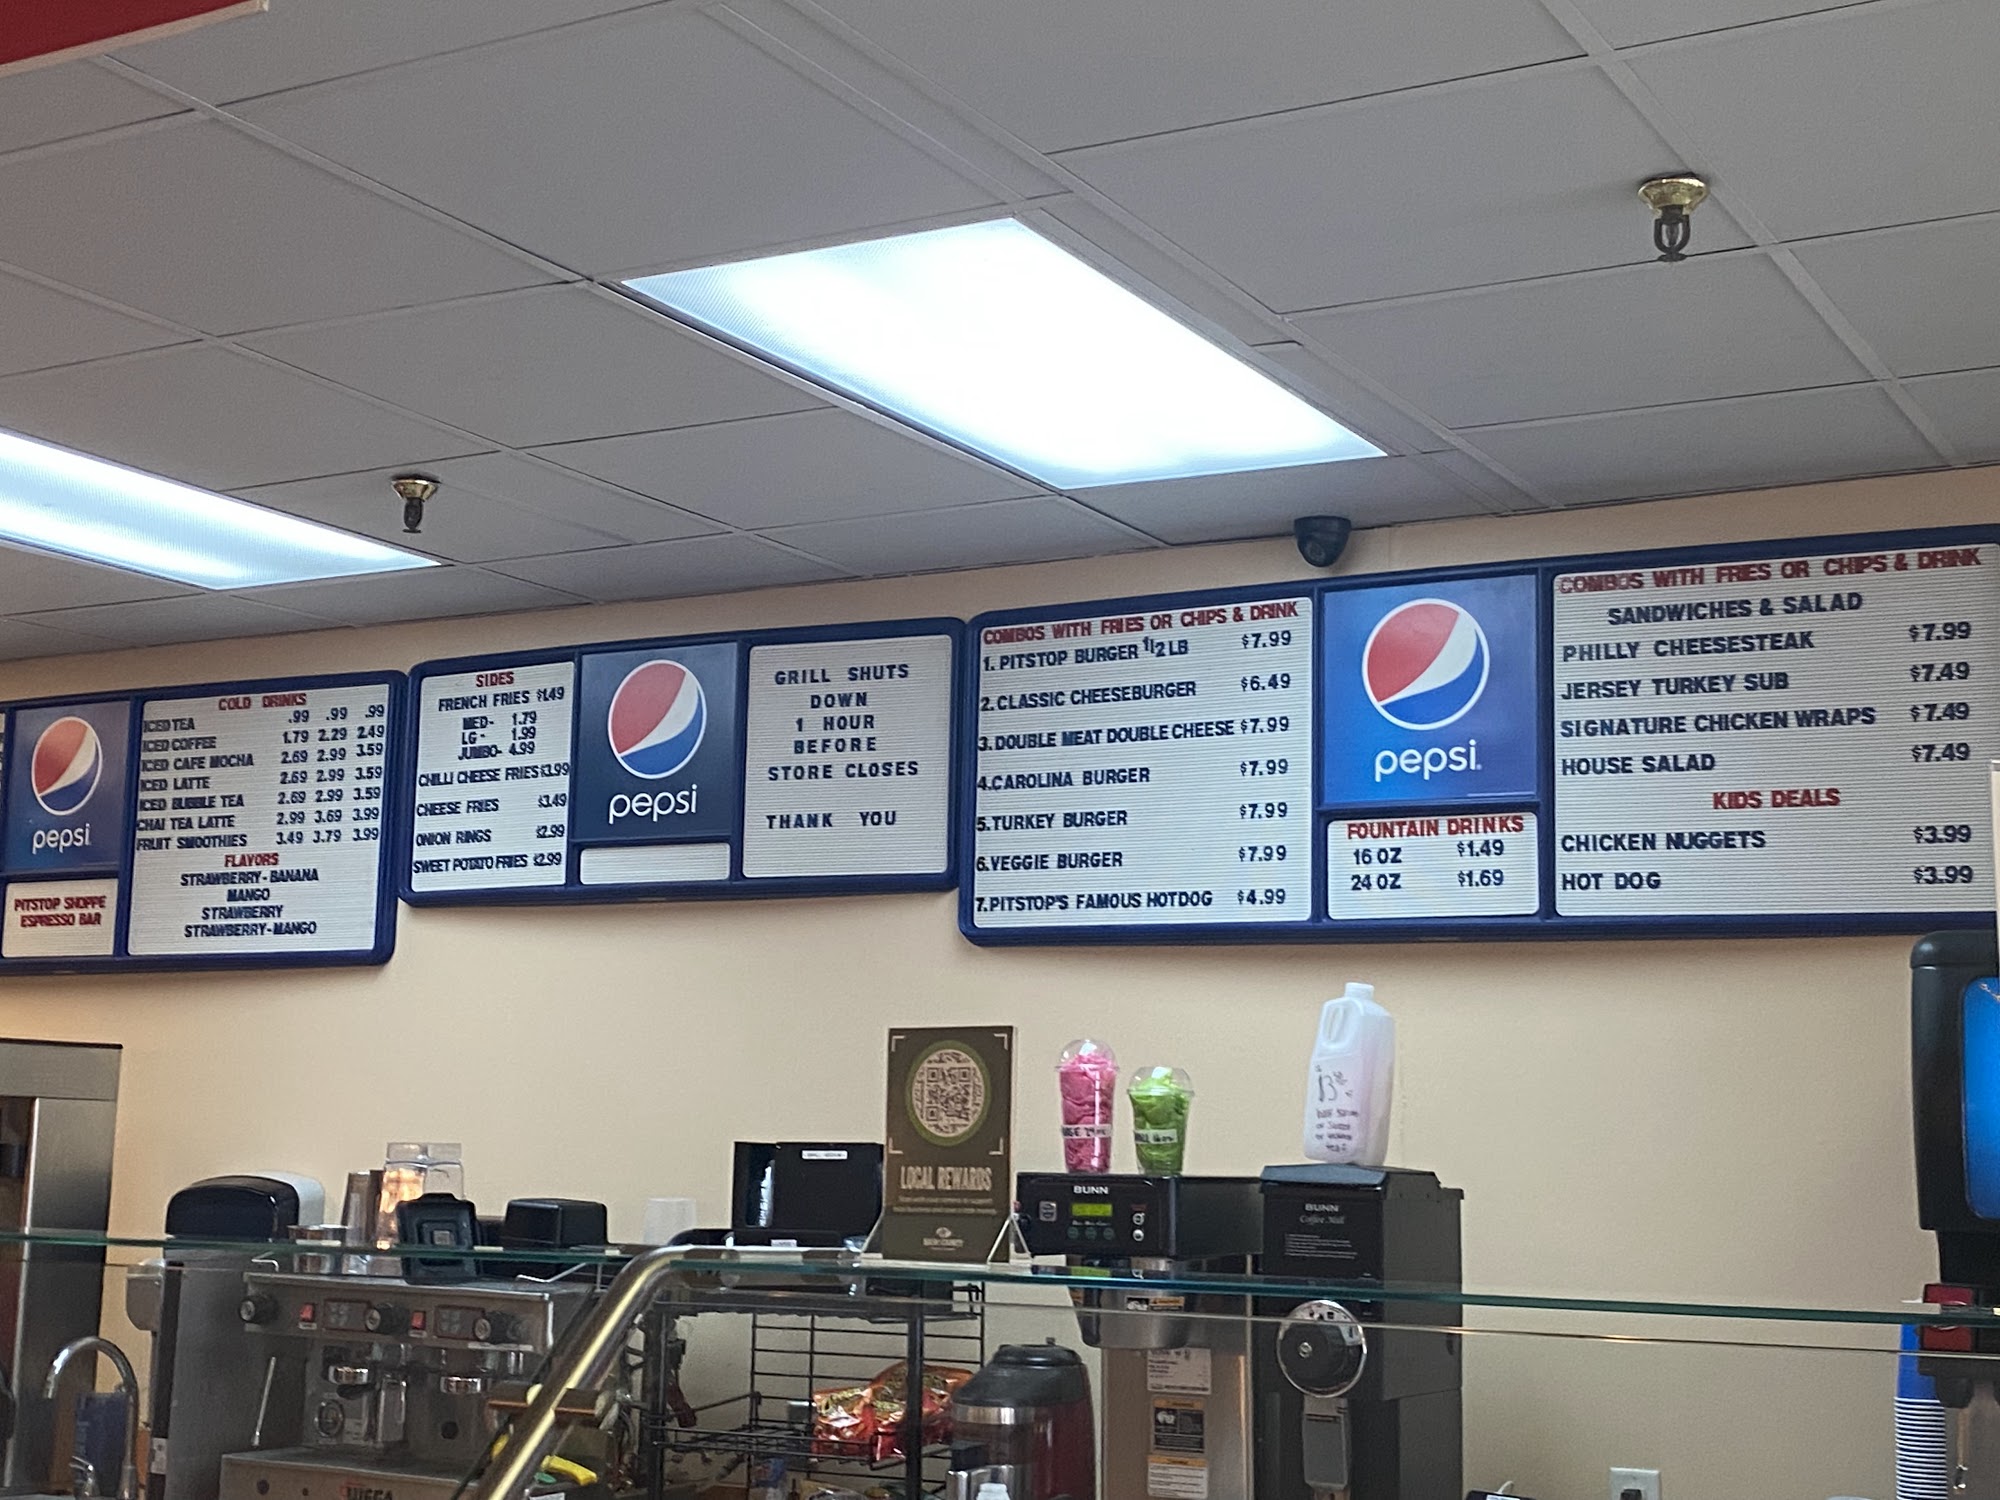 pepsi
PITSTOP SHOPPE
ESPRESSO BAR
COLD DRINKS
ICED TEA .99 .99 .99
ICED COFFEE 1.79 2.29 2.49
ICED CAFE MOCHA 2.69 2.99 3.59
ICED LATTE 2.69 2.99 3.59
ICED BUBBLE TEA 2.69 2.99 3.59
CHAI TEA LATTE 2.99 3.69 3.99
FRUIT SMOOTHIES 3.49 3.79 3.99
FLAVORS
STRAWBERRY-BANANA
MANGO
STRAWBERRY
STRAWBERRY-MANGO
SIDES
FRENCH FRIES $1.49
MED- 1.79
LG- 1.99
JUMBO- 4.99
CHILLI CHEESE FRIES $3.99
CHEESE FRIES $3.49
ONION RINGS $2.99
SWEET POTATO FRIES $2.99
pepsi
GRILL SHUTS
DOWN
1 HOUR
BEFORE
STORE CLOSES
THANK YOU
COMBOS WITH FRIES OR CHIPS & DRINK
1. PITSTOP BURGER 1/2 LB $7.99
2. CLASSIC CHEESEBURGER $6.49
3. DOUBLE MEAT DOUBLE CHEESE $7.99
4. CAROLINA BURGER $7.99
5. TURKEY BURGER $7.99
6. VEGGIE BURGER $7.99
7. PITSTOP'S FAMOUS HOTDOG $4.99
pepsi
FOUNTAIN DRINKS
16 OZ $1.49
24 OZ $1.69
COMBOS WITH FRIES OR CHIPS & DRINK
SANDWICHES & SALAD
PHILLY CHEESESTEAK $7.99
JERSEY TURKEY SUB $7.49
SIGNATURE CHICKEN WRAPS $7.49
HOUSE SALAD $7.49
KIDS DEALS
CHICKEN NUGGETS $3.99
HOT DOG $3.99
LOCAL REWARDS
BUNN
BUNN
Coffee Mill